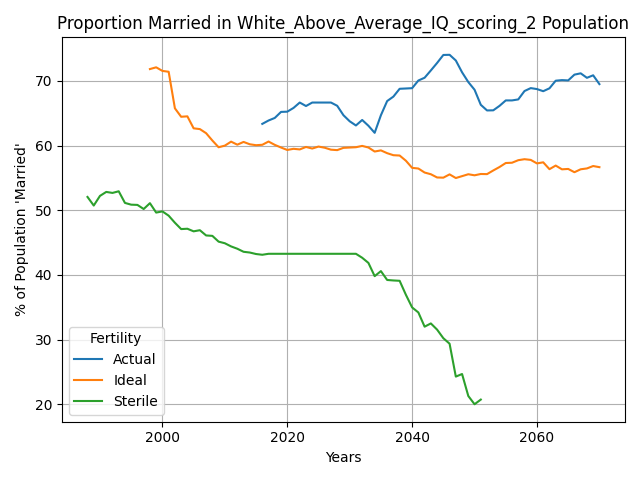 Proportion Married in White_Above_Average_IQ_scoring_2 Population
% of Population 'Married'
70
60
50
40
30
20
Fertility
Actual
Ideal
Sterile
2000
2020
2040
2060
Years